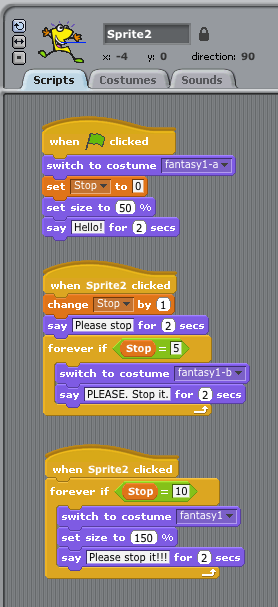 Sprite2
x: -4 y: 0 direction: 90
Scripts Costumes Sounds
when clicked
switch to costume fantasy1-a
set Stop to 0
set size to 50 %
say Hello! for 2 secs
when Sprite2 clicked
change Stop by 1
say Please stop for 2 secs
forever if Stop = 5
switch to costume fantasy1-b
say PLEASE. Stop it. for 2 secs
when Sprite2 clicked
forever if Stop = 10
switch to costume fantasy1
set size to 150 %
say Please stop it!!! for 2 secs